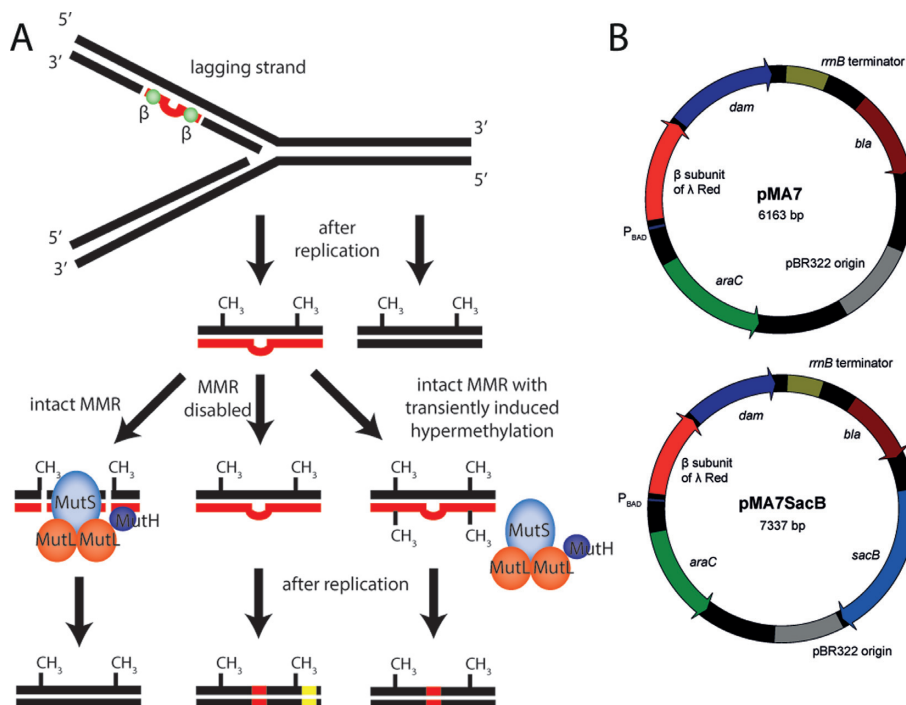 A
5’
3’
lagging strand
β
β
3’
5’
5’
3’
after
replication
CH3
CH3
CH3
CH3
intact MMR
MMR
disabled
intact MMR with
transiently induced
hypermethylation
CH3
CH3
MutS
MutL
MutL
MutH
CH3
CH3
CH3
CH3
CH3
CH3
MutS
MutL
MutL
MutH
after replication
CH3
CH3
CH3
CH3
CH3
CH3
B
rrnB terminator
dam
bla
β subunit
of λ Red
pMA7
6163 bp
PBAD
pBR322 origin
araC
rrnB terminator
dam
bla
β subunit
of λ Red
PBAD
pMA7SacB
7337 bp
araC
sacB
pBR322 origin